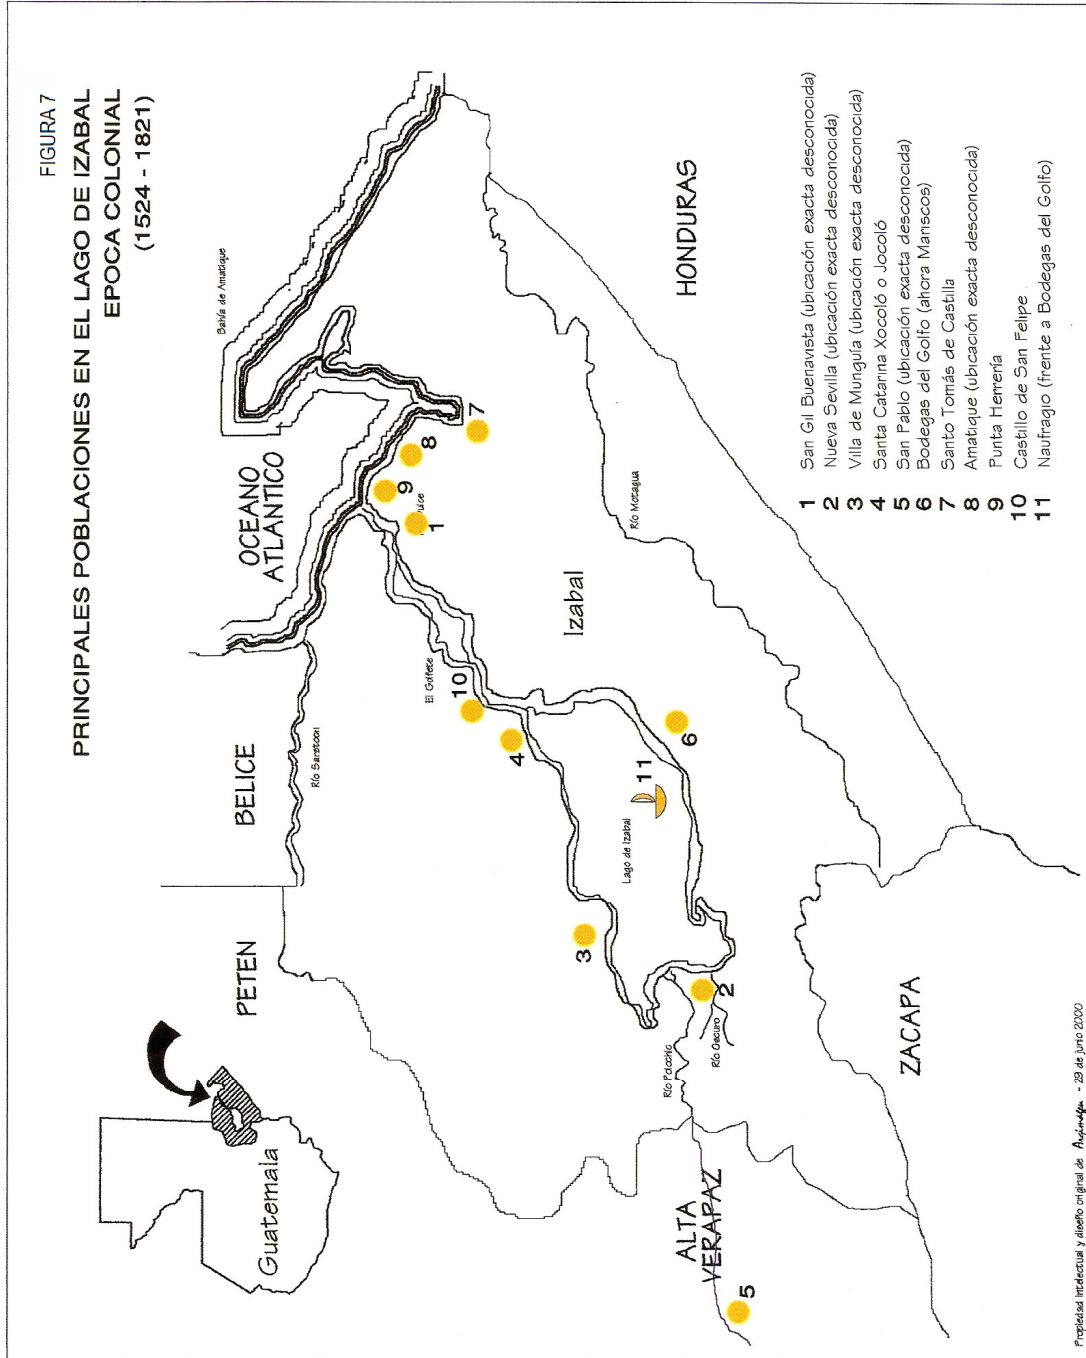 FIGURA 7
PRINCIPALES POBLACIONES EN EL LAGO DE IZABAL
EPOCA COLONIAL
(1524 - 1821)
Guatemala
PETEN
BELICE
OCEANO
ATLANTICO
Bahía de Amatique
Río Sarstoon
El Golfete
Dulce
Lago de Izabal
Izabal
Río Motagua
HONDURAS
Río Polochic
Río Oscuro
ALTA
VERAPAZ
ZACAPA
1
2
3
4
5
6
7
8
9
10
11
1 San Gil Buenavista (ubicación exacta desconocida)
2 Nueva Sevilla (ubicación exacta desconocida)
3 Villa de Munguía (ubicación exacta desconocida)
4 Santa Catarina Xocoló o Jocoló
5 San Pablo (ubicación exacta desconocida)
6 Bodegas del Golfo (ahora Mariscos)
7 Santo Tomás de Castilla
8 Amatique (ubicación exacta desconocida)
9 Punta Herrería
10 Castillo de San Felipe
11 Naufragio (frente a Bodegas del Golfo)
Propiedad intelectual y diseño original de - 29 de junio 2000